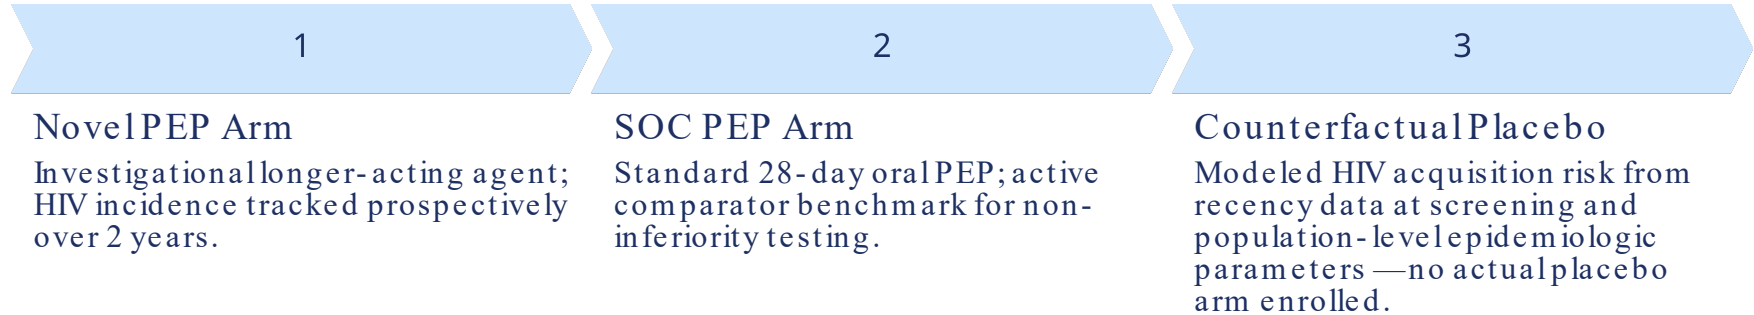 1
Novel PEP Arm
Investigational longer-acting agent;
HIV incidence tracked prospectively
over 2 years.
2
SOC PEP Arm
Standard 28-day oral PEP; active
comparator benchmark for non-
inferiority testing.
3
Counterfactual Placebo
Modeled HIV acquisition risk from
recency data at screening and
population-level epidemiologic
parameters —no actual placebo
arm enrolled.